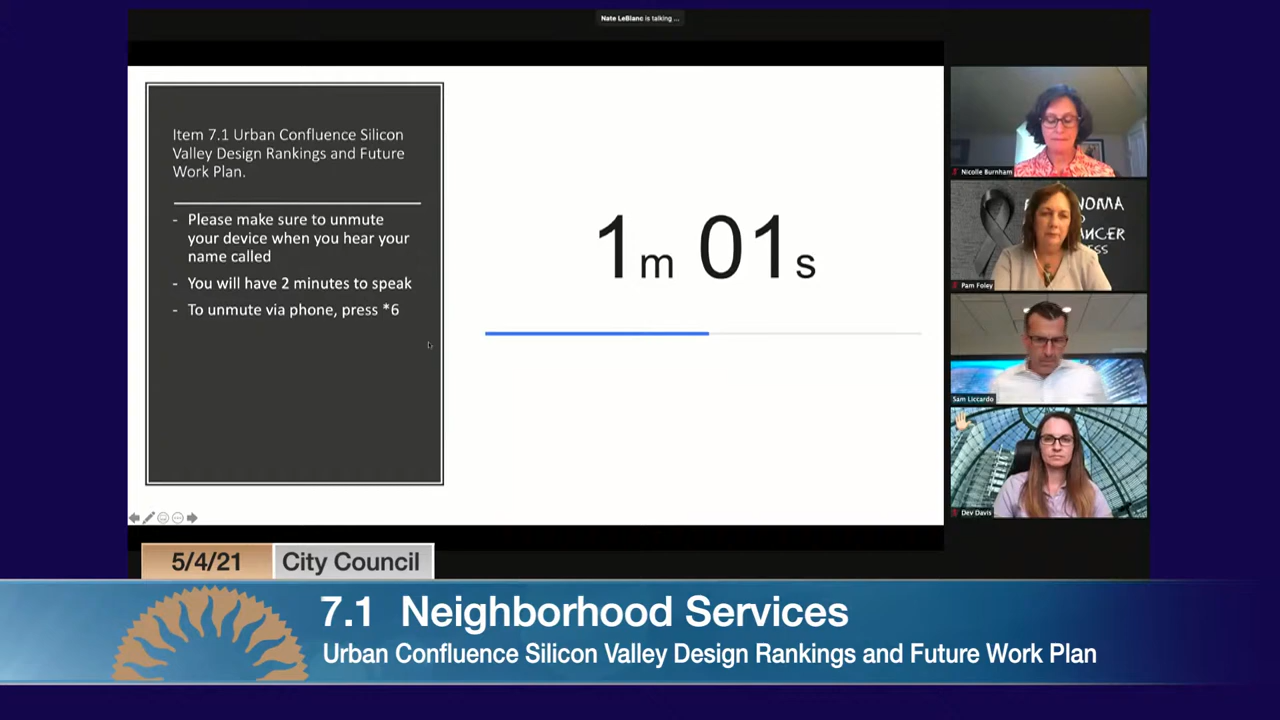 Nate LeBlanc is talking ...
Item 7.1 Urban Confluence Silicon
Valley Design Rankings and Future
Work Plan.
- Please make sure to unmute
your device when you hear your
name called
- You will have 2 minutes to speak
- To unmute via phone, press *6
1m 01s
Nicolle Burnham
Pam Foley
Sam Liccardo
Dev Davis
5/4/21 City Council
7.1 Neighborhood Services
Urban Confluence Silicon Valley Design Rankings and Future Work Plan